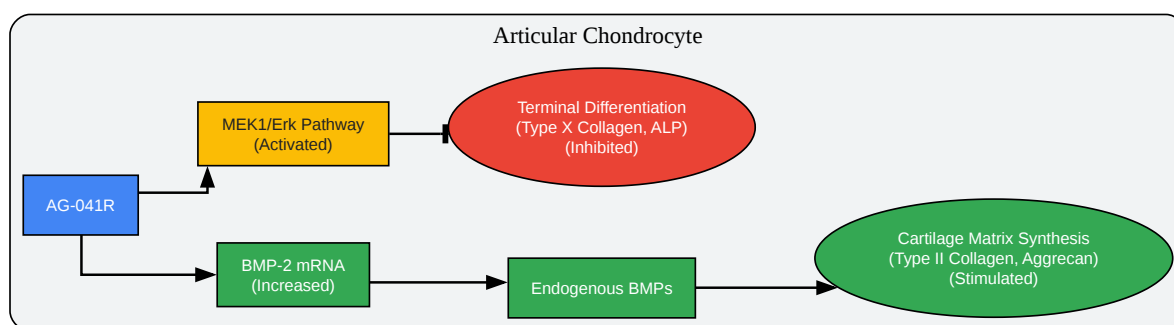 Articular Chondrocyte
Terminal Differentiation
(Type X Collagen, ALP)
(Inhibited)
MEK1/Erk Pathway
(Activated)
AG-041R
Cartilage Matrix Synthesis
(Type II Collagen, Aggrecan)
(Stimulated)
BMP-2 mRNA
(Increased)
Endogenous BMPs